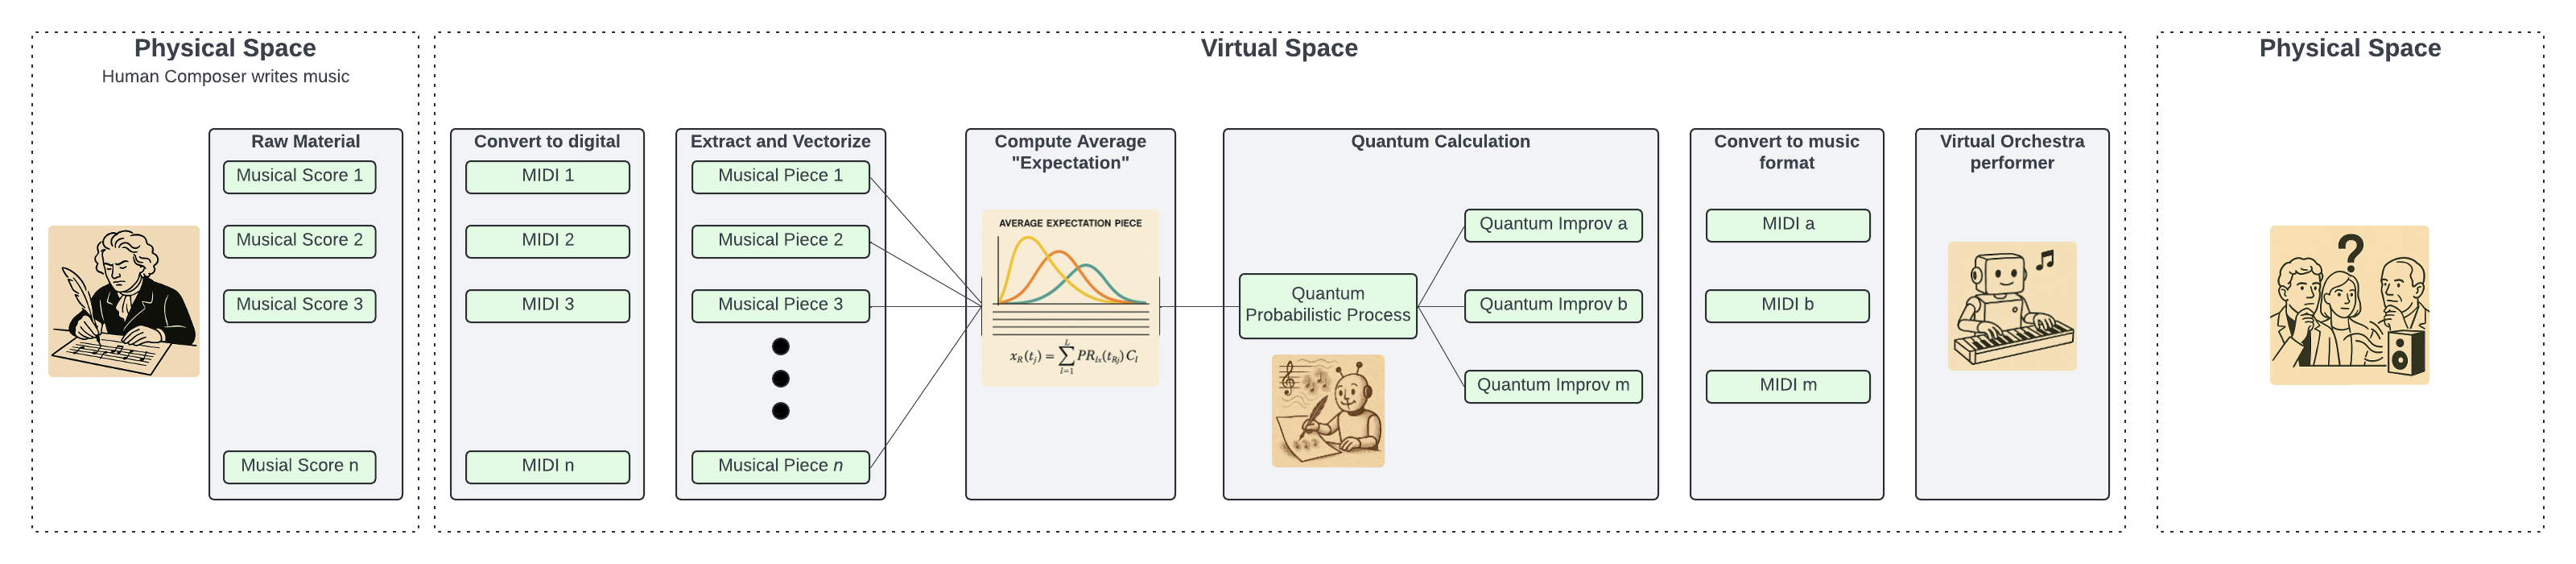 Physical Space
Human Composer writes music
Raw Material
Musical Score 1
Musical Score 2
Musical Score 3
Musial Score n
Virtual Space
Convert to digital
MIDI 1
MIDI 2
MIDI 3
MIDI n
Extract and Vectorize
Musical Piece 1
Musical Piece 2
Musical Piece 3
Musical Piece n
Compute Average
"Expectation"
AVERAGE EXPECTATION PIECE
x_R(t_j) = \sum_{l=1}^{L} PR_{lx}(t_{Rj}) C_l
Quantum Calculation
Quantum
Probabilistic Process
Quantum Improv a
Quantum Improv b
Quantum Improv m
Convert to music
format
MIDI a
MIDI b
MIDI m
Virtual Orchestra
performer
Physical Space
?